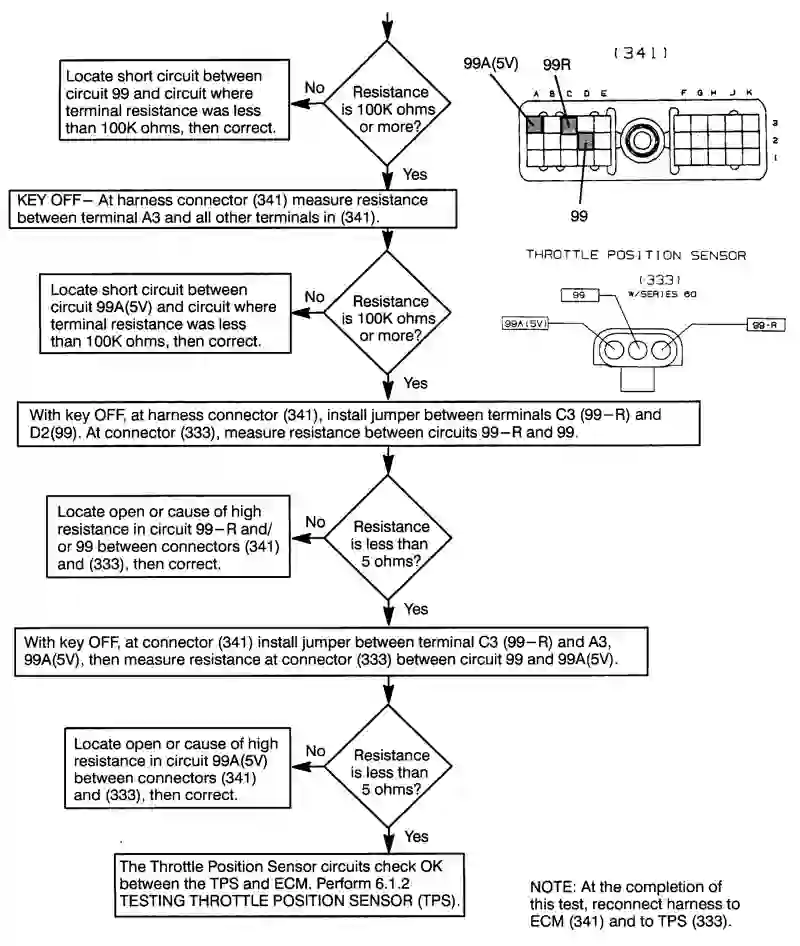 Locate short circuit between
circuit 99 and circuit where
terminal resistance was less
than 100K ohms, then correct.
No
Resistance
is 100K ohms
or more?
Yes
99A(5V)
99R
(341)
A B C D E
F G H J K
3
2
1
99
KEY OFF– At harness connector (341) measure resistance
between terminal A3 and all other terminals in (341).
Locate short circuit between
circuit 99A(5V) and circuit where
terminal resistance was less
than 100K ohms, then correct.
No
Resistance
is 100K ohms
or more?
Yes
THROTTLE POSITION SENSOR
(333)
W/SERIES 60
99
99A(5V)
99-R
With key OFF, at harness connector (341), install jumper between terminals C3 (99–R) and
D2(99). At connector (333), measure resistance between circuits 99–R and 99.
Locate open or cause of high
resistance in circuit 99–R and/
or 99 between connectors (341)
and (333), then correct.
No
Resistance
is less than
5 ohms?
Yes
With key OFF, at connector (341) install jumper between terminal C3 (99–R) and A3,
99A(5V), then measure resistance at connector (333) between circuit 99 and 99A(5V).
Locate open or cause of high
resistance in circuit 99A(5V)
between connectors (341)
and (333), then correct.
No
Resistance
is less than
5 ohms?
Yes
The Throttle Position Sensor circuits check OK
between the TPS and ECM. Perform 6.1.2
TESTING THROTTLE POSITION SENSOR (TPS).
NOTE: At the completion of
this test, reconnect harness to
ECM (341) and to TPS (333).